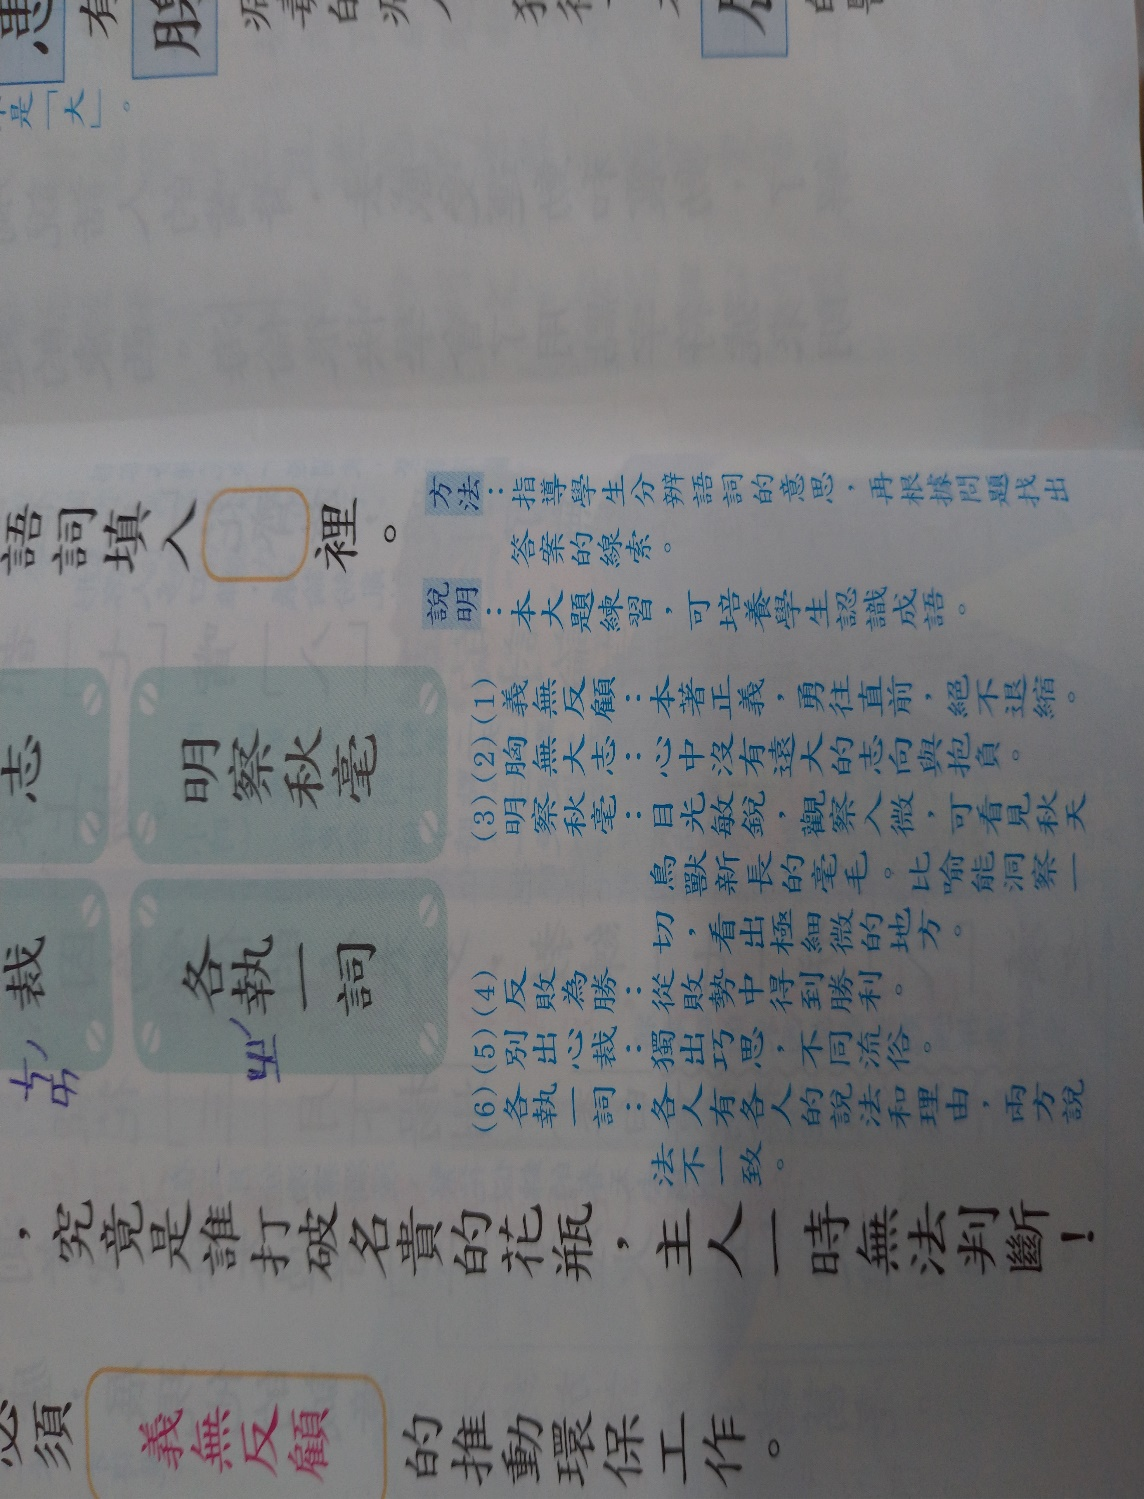 有
是「大」。
語詞填入　裡。
方法：指導學生分辨語詞的意思，再根據問題找出
答案的線索。
說明：本大題練習，可培養學生認識成語。
志
明察秋毫
(1)義無反顧：本著正義，勇往直前，絕不退縮。
(2)胸無大志：心中沒有遠大的志向與抱負。
(3)明察秋毫：目光敏銳，觀察入微，可看見秋天
鳥獸新長的毫毛。比喻能洞察一
切，看出極細微的地方。
裁 ㄘㄞˊ
各執一詞 ㄓˊ
(4)反敗為勝：從敗勢中得到勝利。
(5)別出心裁：獨出巧思，不同流俗。
(6)各執一詞：各人有各人的說法和理由，兩方說
法不一致。
，究竟是誰打破名貴的花瓶，主人一時無法判斷！
必須義無反顧的推動環保工作。